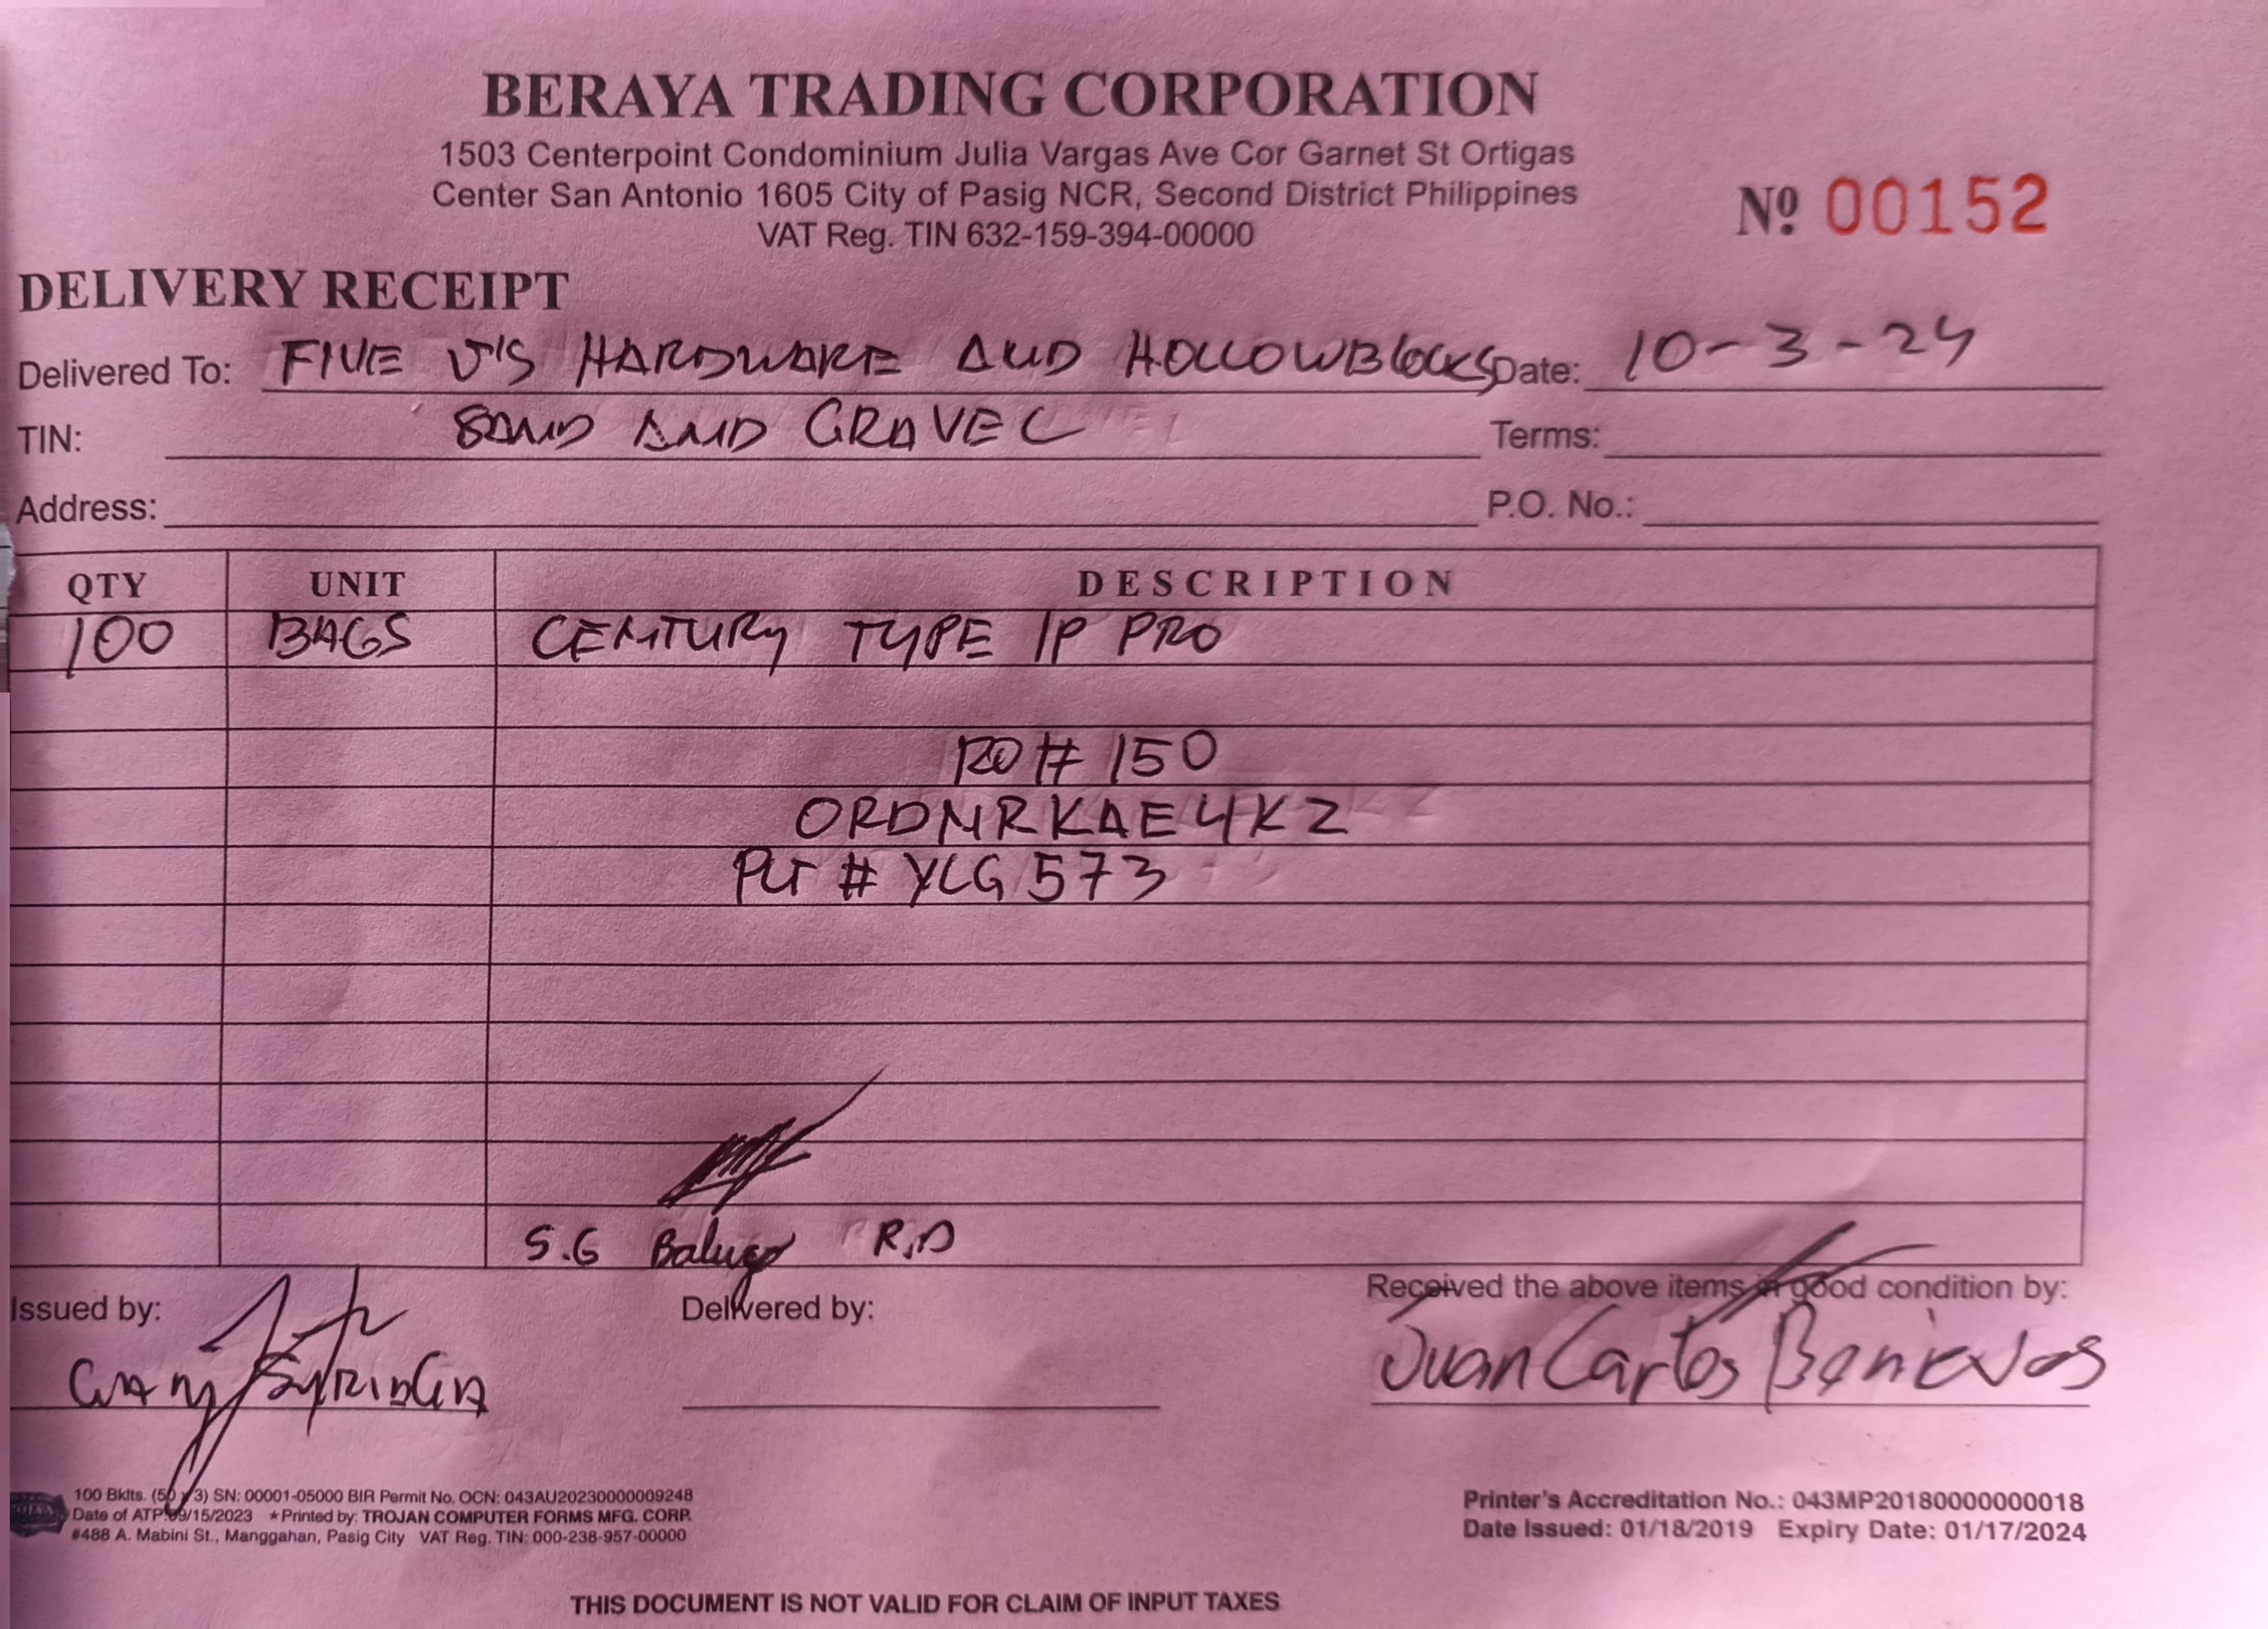 BERAYA TRADING CORPORATION
1503 Centerpoint Condominium Julia Vargas Ave Cor Garnet St Ortigas
Center San Antonio 1605 City of Pasig NCR, Second District Philippines
VAT Reg. TIN 632-159-394-00000
Nº 00152
DELIVERY RECEIPT
Delivered To: FIVE J'S HARDWARE AND HOLLOWBlocks Date: 10-3-24
TIN: SAND AND GRAVEL Terms:
Address: P.O. No.:
QTY UNIT DESCRIPTION
100 BAGS CENTURY TYPE 1P PRO
RO# 150
ORDNRKAE4KZ
PLT # YLG 573
S.G R.D
Issued by: Delivered by: Received the above items in good condition by:
Juan Carlos
100 Bklts. (50 x 3) SN: 00001-05000 BIR Permit No. OCN: 043AU20230000009248
Date of ATP:09/15/2023 ★Printed by: TROJAN COMPUTER FORMS MFG. CORP.
#488 A. Mabini St., Manggahan, Pasig City VAT Reg. TIN: 000-238-957-00000
Printer's Accreditation No.: 043MP20180000000018
Date Issued: 01/18/2019 Expiry Date: 01/17/2024
THIS DOCUMENT IS NOT VALID FOR CLAIM OF INPUT TAXES